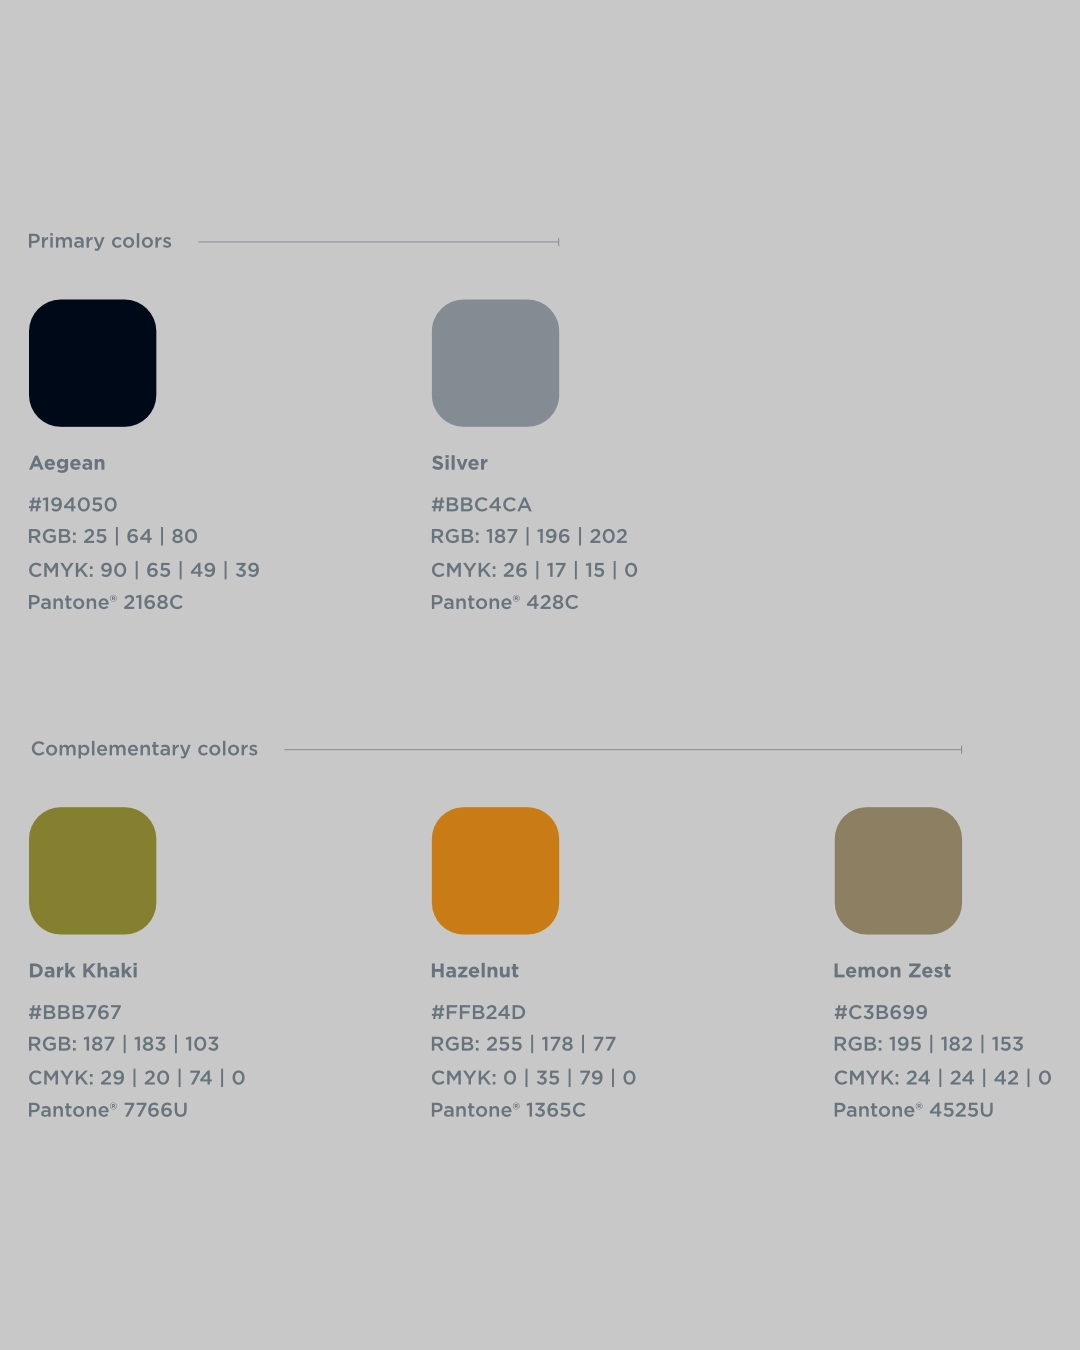 Primary colors
Aegean
#194050
RGB: 25 | 64 | 80
CMYK: 90 | 65 | 49 | 39
Pantone® 2168C
Silver
#BBC4CA
RGB: 187 | 196 | 202
CMYK: 26 | 17 | 15 | 0
Pantone® 428C
Complementary colors
Dark Khaki
#BBB767
RGB: 187 | 183 | 103
CMYK: 29 | 20 | 74 | 0
Pantone® 7766U
Hazelnut
#FFB24D
RGB: 255 | 178 | 77
CMYK: 0 | 35 | 79 | 0
Pantone® 1365C
Lemon Zest
#C3B699
RGB: 195 | 182 | 153
CMYK: 24 | 24 | 42 | 0
Pantone® 4525U